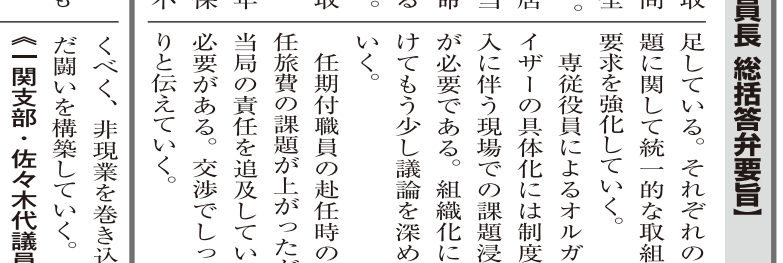 員長 総括答弁要旨】
足している。それぞれの
題に関して統一的な取組
要求を強化していく。
専従役員によるオルガ
イザーの具体化には制度
入に伴う現場での課題浸
が必要である。組織化に
けてもう少し議論を深め
いく。
任期付職員の赴任時の
任旅費の課題が上がっただ
当局の責任を追及してい
必要がある。交渉でしっ
りと伝えていく。
くべく、非現業を巻き込
だ闘いを構築していく。
《一関支部・佐々木代議員